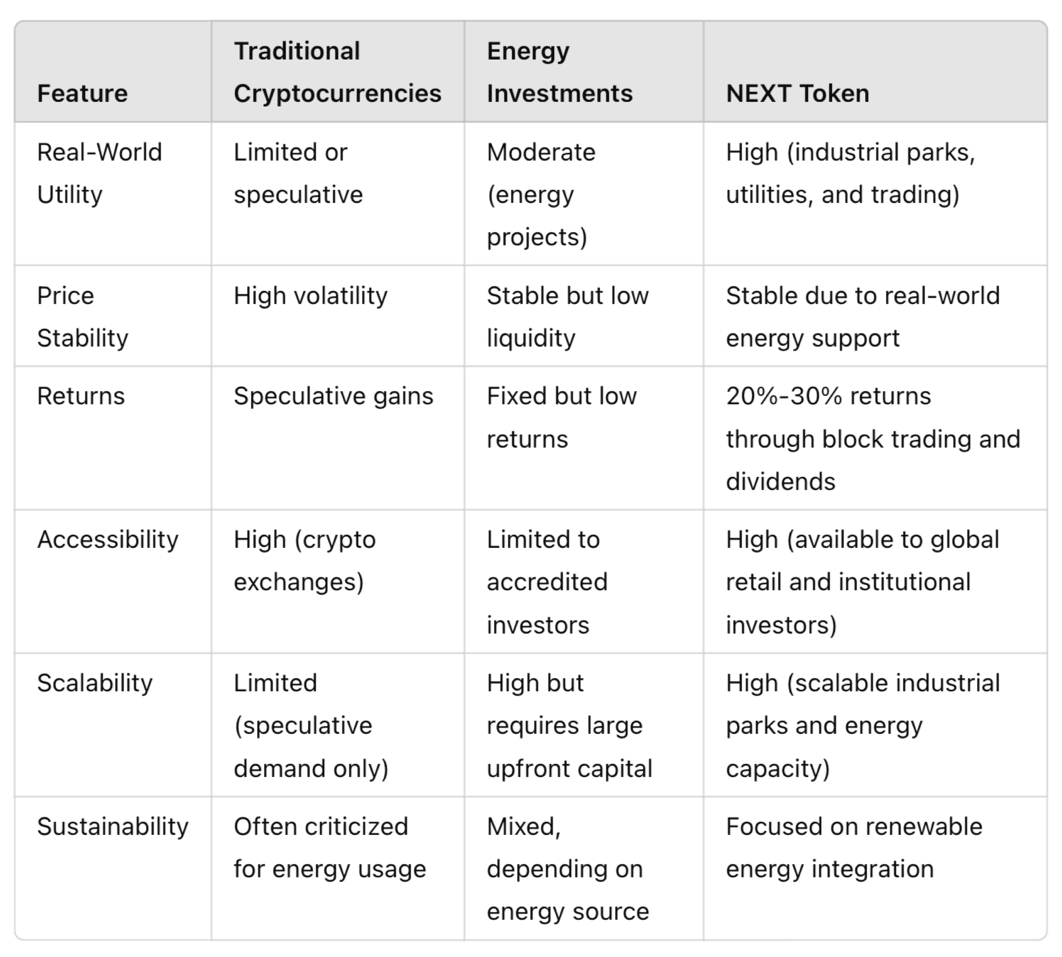 Feature
Traditional
Cryptocurrencies
Energy
Investments
NEXT Token
Real-World
Utility
Limited or
speculative
Moderate
(energy
projects)
High (industrial parks,
utilities, and trading)
Price
Stability
High volatility
Stable but low
liquidity
Stable due to real-world
energy support
Returns
Speculative gains
Fixed but low
returns
20%-30% returns
through block trading and
dividends
Accessibility
High (crypto
exchanges)
Limited to
accredited
investors
High (available to global
retail and institutional
investors)
Scalability
Limited
(speculative
demand only)
High but
requires large
upfront capital
High (scalable industrial
parks and energy
capacity)
Sustainability
Often criticized
for energy usage
Mixed,
depending on
energy source
Focused on renewable
energy integration